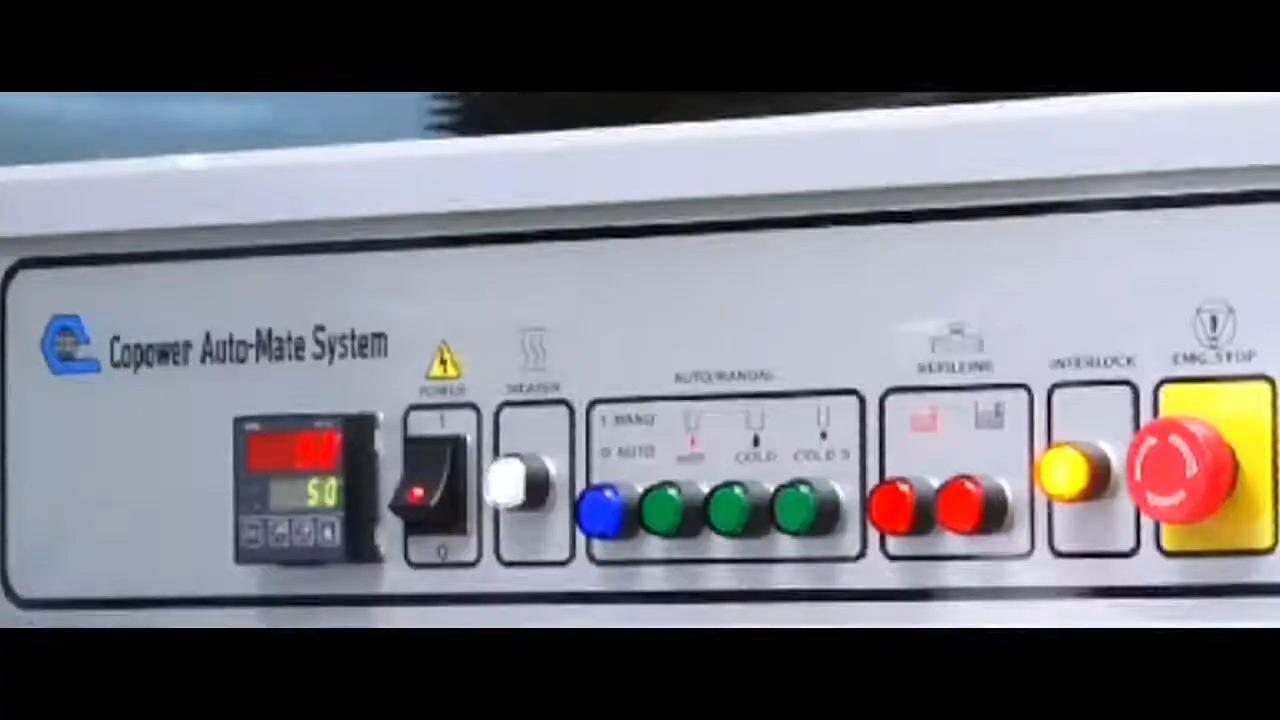 Copower Auto-Mate System
POWER
HEATER
AUTO/MANUAL
REFILLING
INTERLOCK
EMG.STOP
1
1 MANU
0 AUTO
HOT
COLD
COLD S
50
0